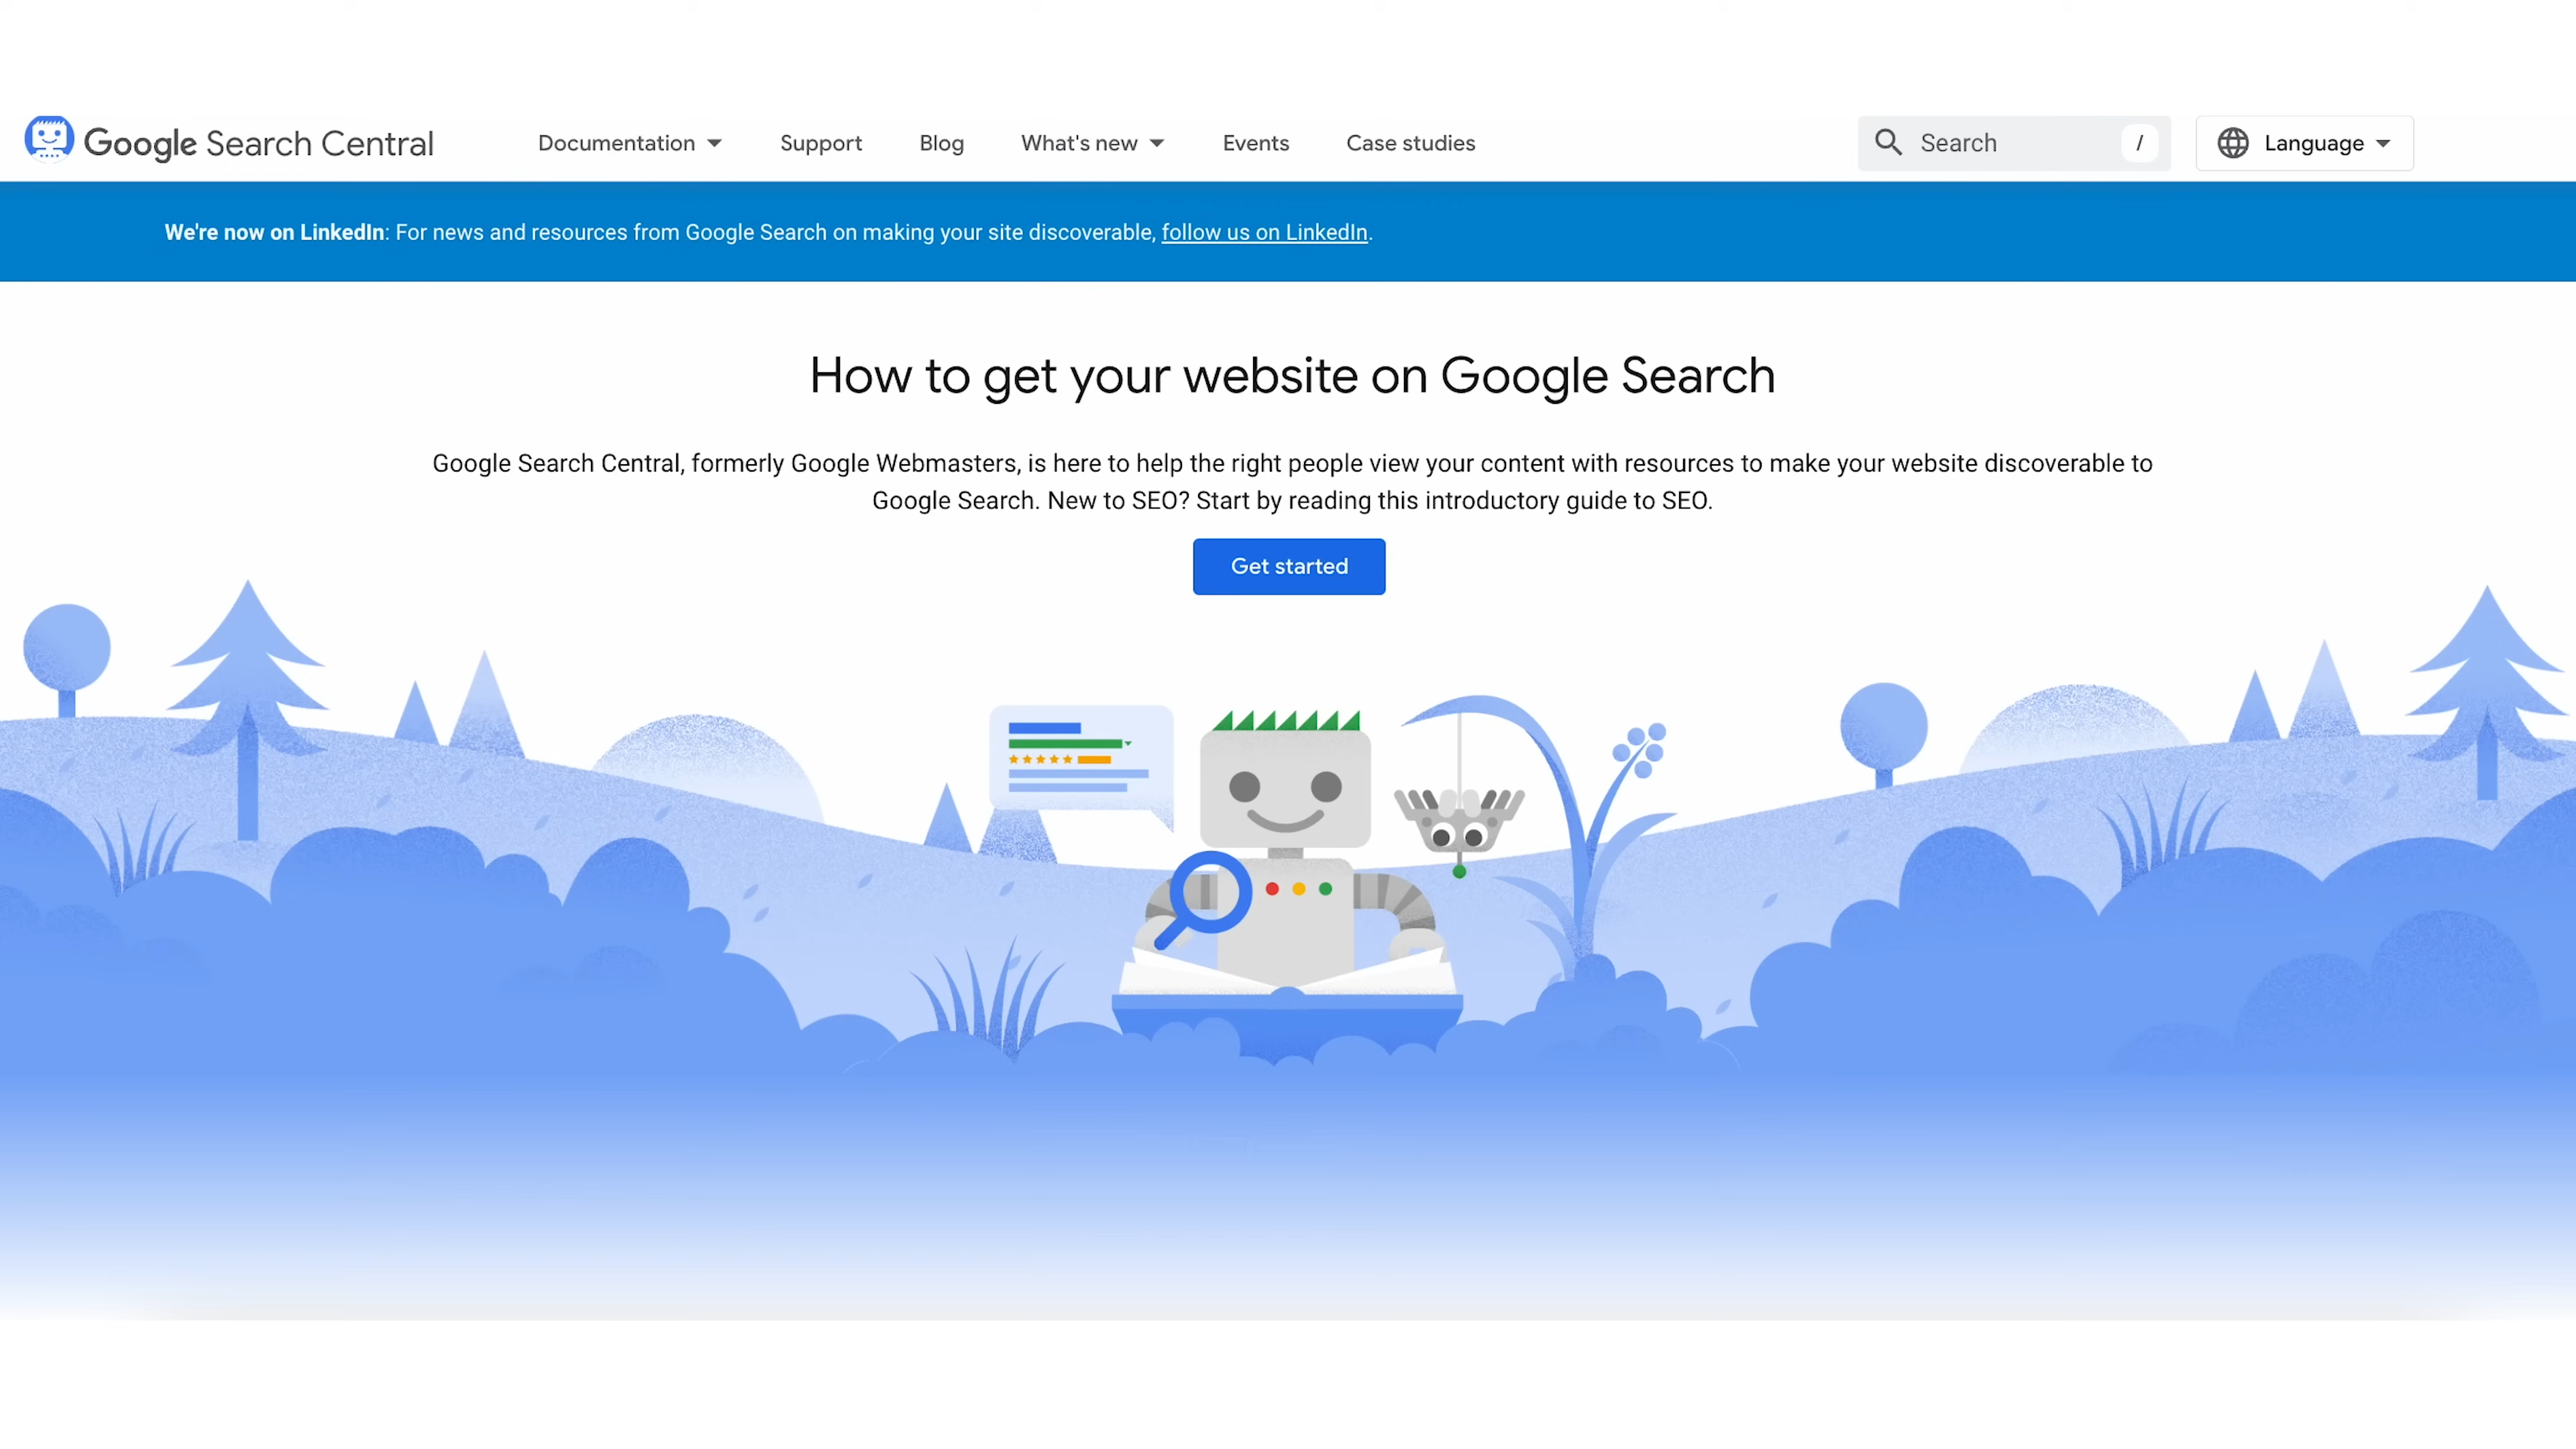 Google Search Central
Documentation
Support
Blog
What's new
Events
Case studies
Search
/
Language
We're now on LinkedIn: For news and resources from Google Search on making your site discoverable, follow us on LinkedIn.
How to get your website on Google Search
Google Search Central, formerly Google Webmasters, is here to help the right people view your content with resources to make your website discoverable to
Google Search. New to SEO? Start by reading this introductory guide to SEO.
Get started